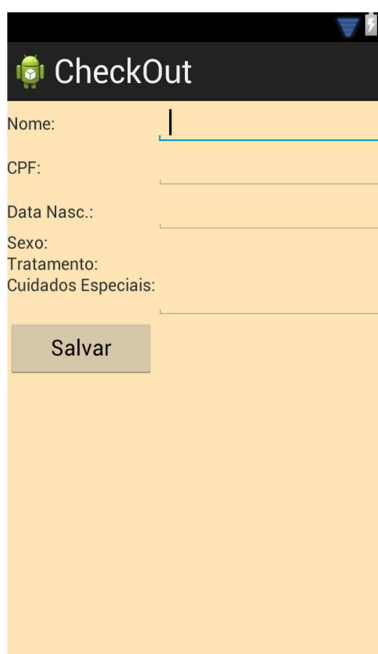 CheckOut
Nome:
CPF:
Data Nasc.:
Sexo:
Tratamento:
Cuidados Especiais:
Salvar